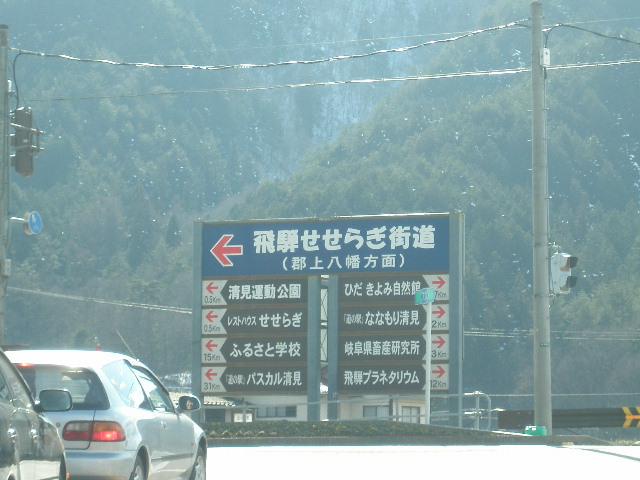 飛騨せせらぎ街道
(郡上八幡方面)
0.5Km 清見運動公園
0.5Km レストハウス せせらぎ
15Km ふるさと学校
31Km 「道の駅」パスカル清見
ひだ きよみ自然館 7Km
「道の駅」ななもり清見 2Km
岐阜県畜産研究所 3Km
飛騨プラネタリウム 12Km